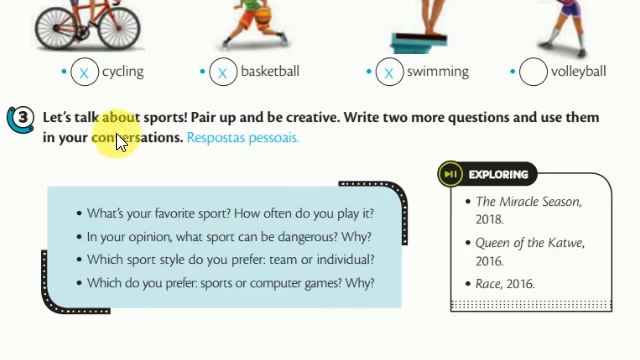 • x cycling
• x basketball
• x swimming
• volleyball
3 Let's talk about sports! Pair up and be creative. Write two more questions and use them
in your conversations. Respostas pessoais.
• What's your favorite sport? How often do you play it?
• In your opinion, what sport can be dangerous? Why?
• Which sport style do you prefer: team or individual?
• Which do you prefer: sports or computer games? Why?
EXPLORING
• The Miracle Season,
2018.
• Queen of the Katwe,
2016.
• Race, 2016.